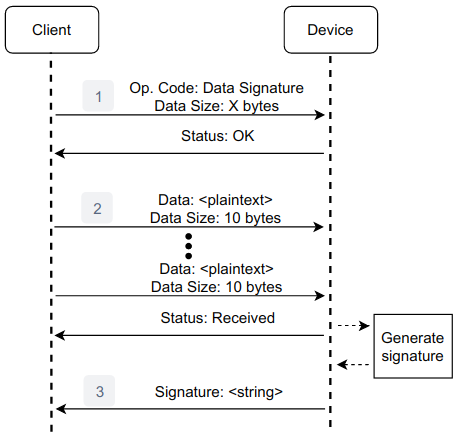 Client
Device
1
Op. Code: Data Signature
Data Size: X bytes
Status: OK
2
Data: <plaintext>
Data Size: 10 bytes
Data: <plaintext>
Data Size: 10 bytes
Status: Received
Generate
signature
3
Signature: <string>